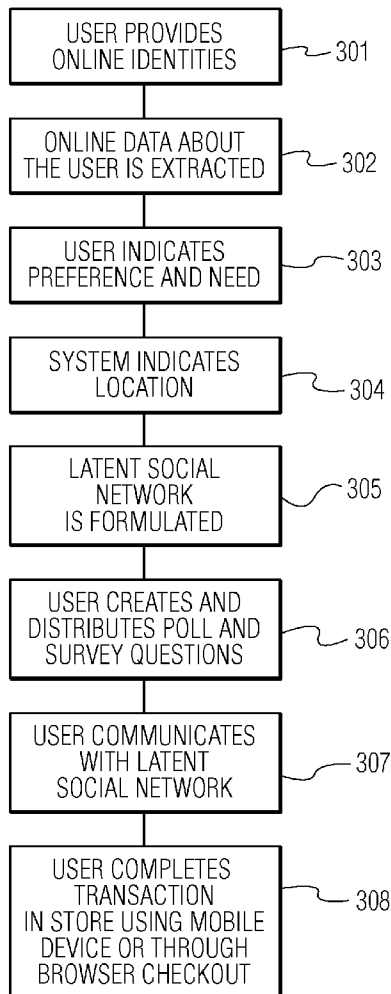 USER PROVIDES
ONLINE IDENTITIES
301
ONLINE DATA ABOUT
THE USER IS EXTRACTED
302
USER INDICATES
PREFERENCE AND NEED
303
SYSTEM INDICATES
LOCATION
304
LATENT SOCIAL
NETWORK
IS FORMULATED
305
USER CREATES AND
DISTRIBUTES POLL AND
SURVEY QUESTIONS
306
USER COMMUNICATES
WITH LATENT
SOCIAL NETWORK
307
USER COMPLETES
TRANSACTION
IN STORE USING MOBILE
DEVICE OR THROUGH
BROWSER CHECKOUT
308